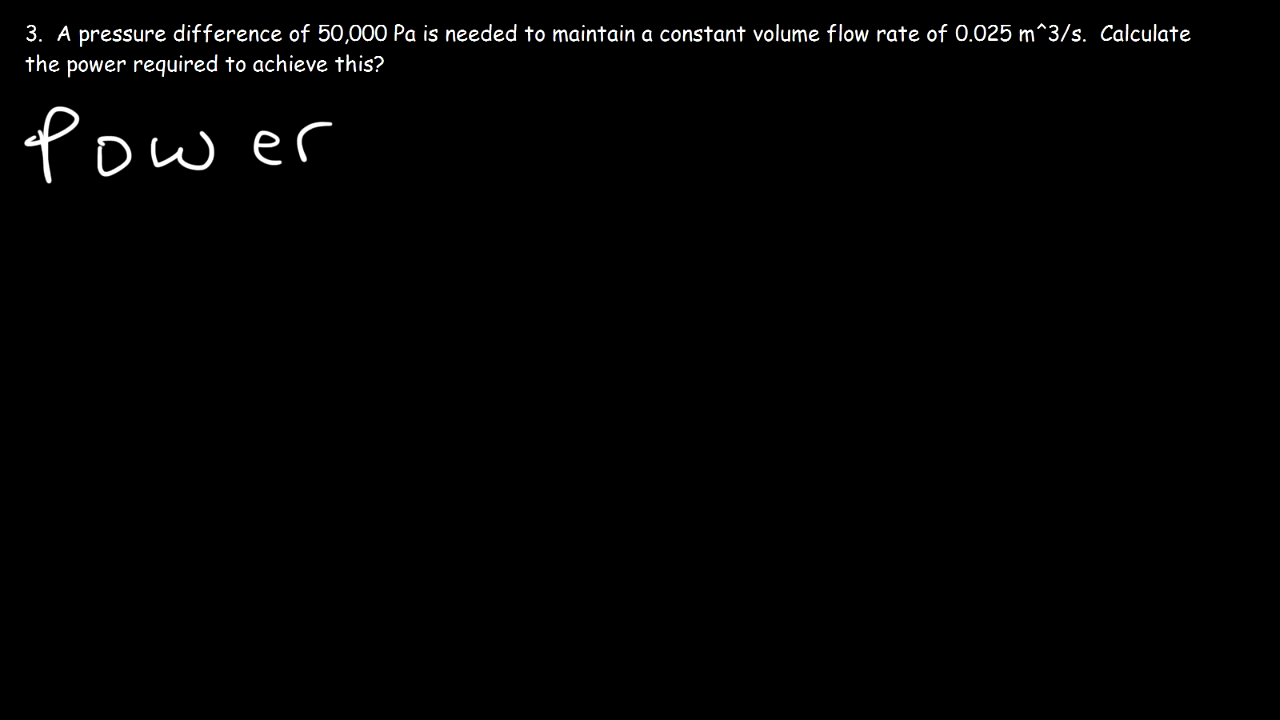 3. A pressure difference of 50,000 Pa is needed to maintain a constant volume flow rate of 0.025 m^3/s. Calculate
the power required to achieve this?
Power